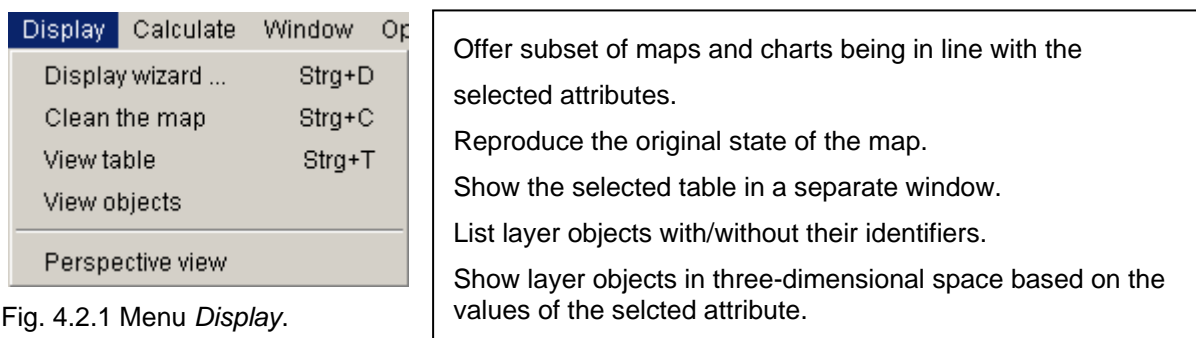 Display Calculate Window Op
Display wizard ... Strg+D
Clean the map Strg+C
View table Strg+T
View objects
Perspective view
Fig. 4.2.1 Menu Display.
Offer subset of maps and charts being in line with the
selected attributes.
Reproduce the original state of the map.
Show the selected table in a separate window.
List layer objects with/without their identifiers.
Show layer objects in three-dimensional space based on the
values of the selcted attribute.